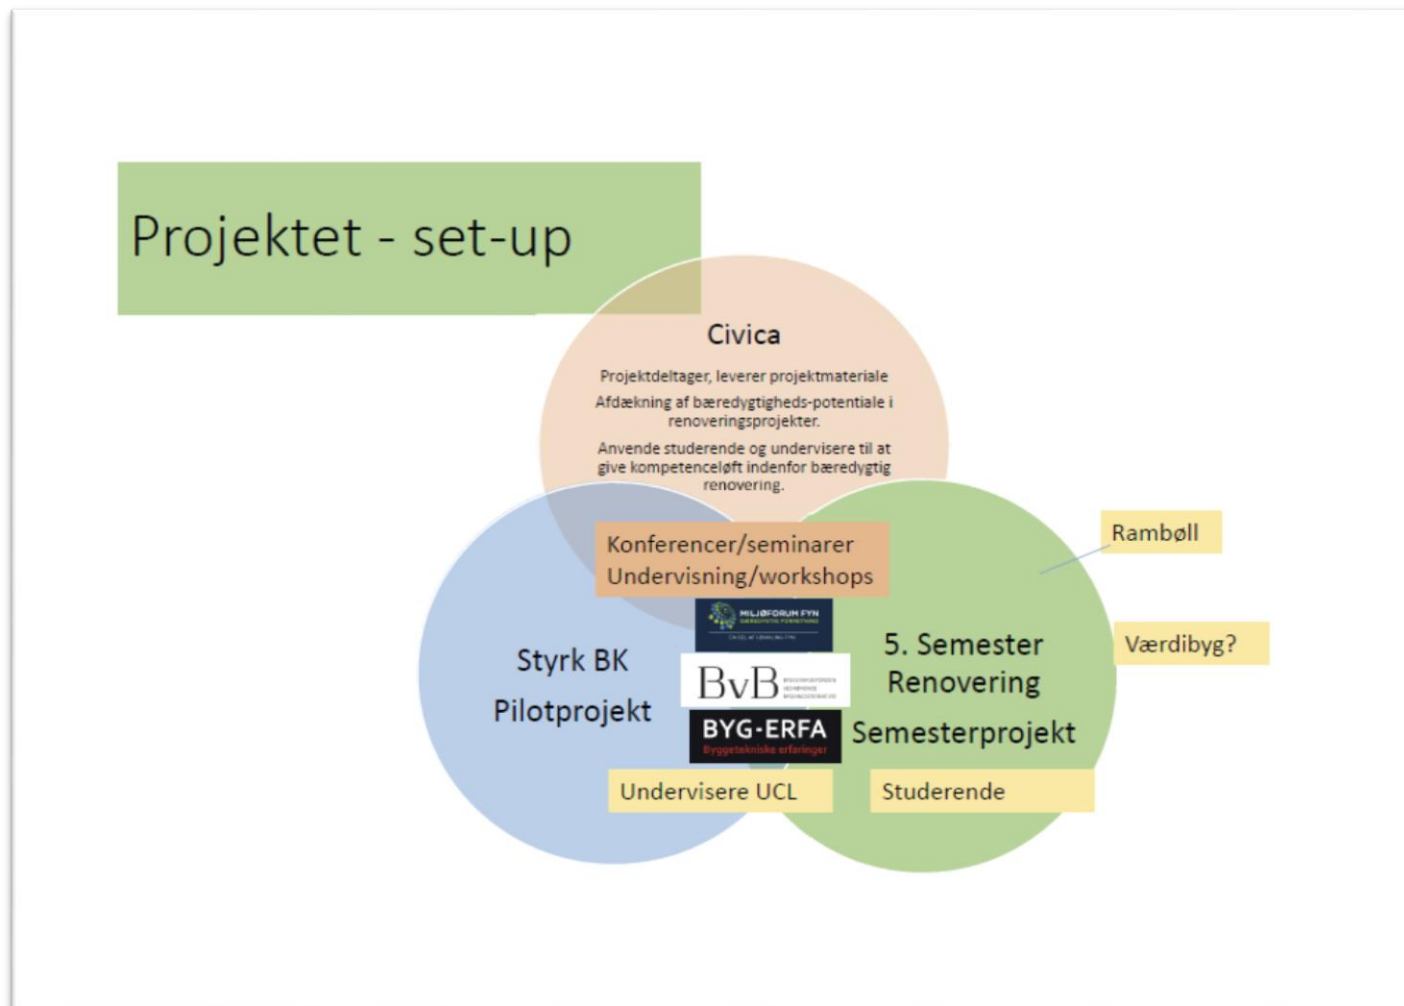 Projektet - set-up
Civica
Projektdeltager, leverer projektmateriale
Afdækning af bæredygtigheds-potentiale i
renoveringsprojekter.
Anvende studerende og undervisere til at
give kompetenceløft indenfor bæredygtig
renovering.
Konferencer/seminarer
Undervisning/workshops
Rambøll
MILJØFORUM FYN
BÆREDYGTIG FORRETNING
Værdibyg?
Styrk BK
Pilotprojekt
BvB
5. Semester
Renovering
Semesterprojekt
BYG-ERFA
Byggetekniske erfaringer
Undervisere UCL
Studerende